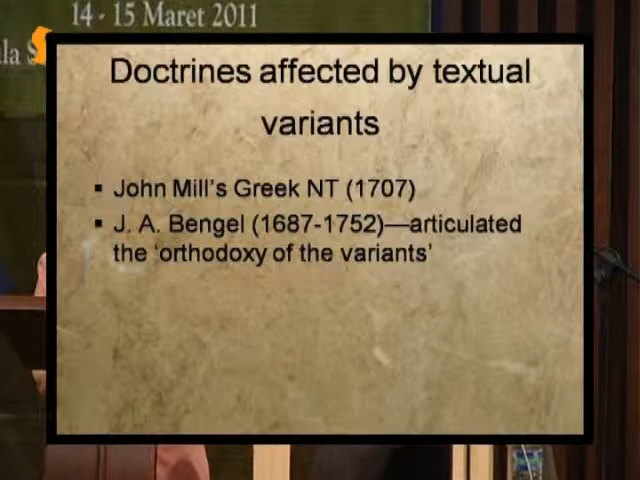 14 - 15 Maret 2011
Doctrines affected by textual
variants
▪ John Mill's Greek NT (1707)
▪ J. A. Bengel (1687-1752)—articulated
the 'orthodoxy of the variants'